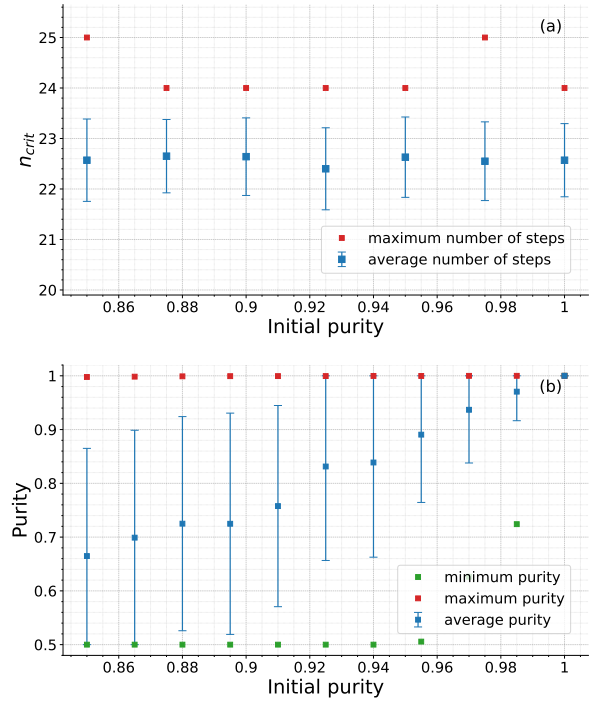 (a)
25
24
23
22
21
20
n_crit
maximum number of steps
average number of steps
0.86 0.88 0.9 0.92 0.94 0.96 0.98 1
Initial purity
(b)
1
0.9
0.8
0.7
0.6
0.5
Purity
minimum purity
maximum purity
average purity
0.86 0.88 0.9 0.92 0.94 0.96 0.98 1
Initial purity